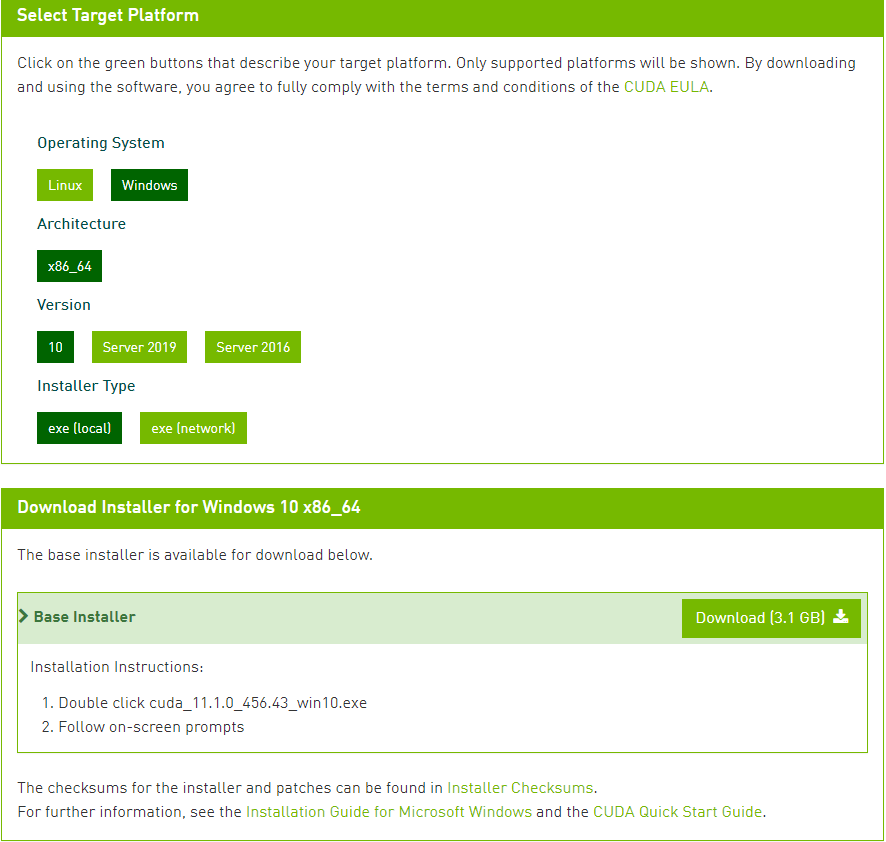 Select Target Platform
Click on the green buttons that describe your target platform. Only supported platforms will be shown. By downloading
and using the software, you agree to fully comply with the terms and conditions of the CUDA EULA.
Operating System
Linux Windows
Architecture
x86_64
Version
10 Server 2019 Server 2016
Installer Type
exe (local) exe (network)
Download Installer for Windows 10 x86_64
The base installer is available for download below.
Base Installer Download (3.1 GB)
Installation Instructions:
1. Double click cuda_11.1.0_456.43_win10.exe
2. Follow on-screen prompts
The checksums for the installer and patches can be found in Installer Checksums.
For further information, see the Installation Guide for Microsoft Windows and the CUDA Quick Start Guide.